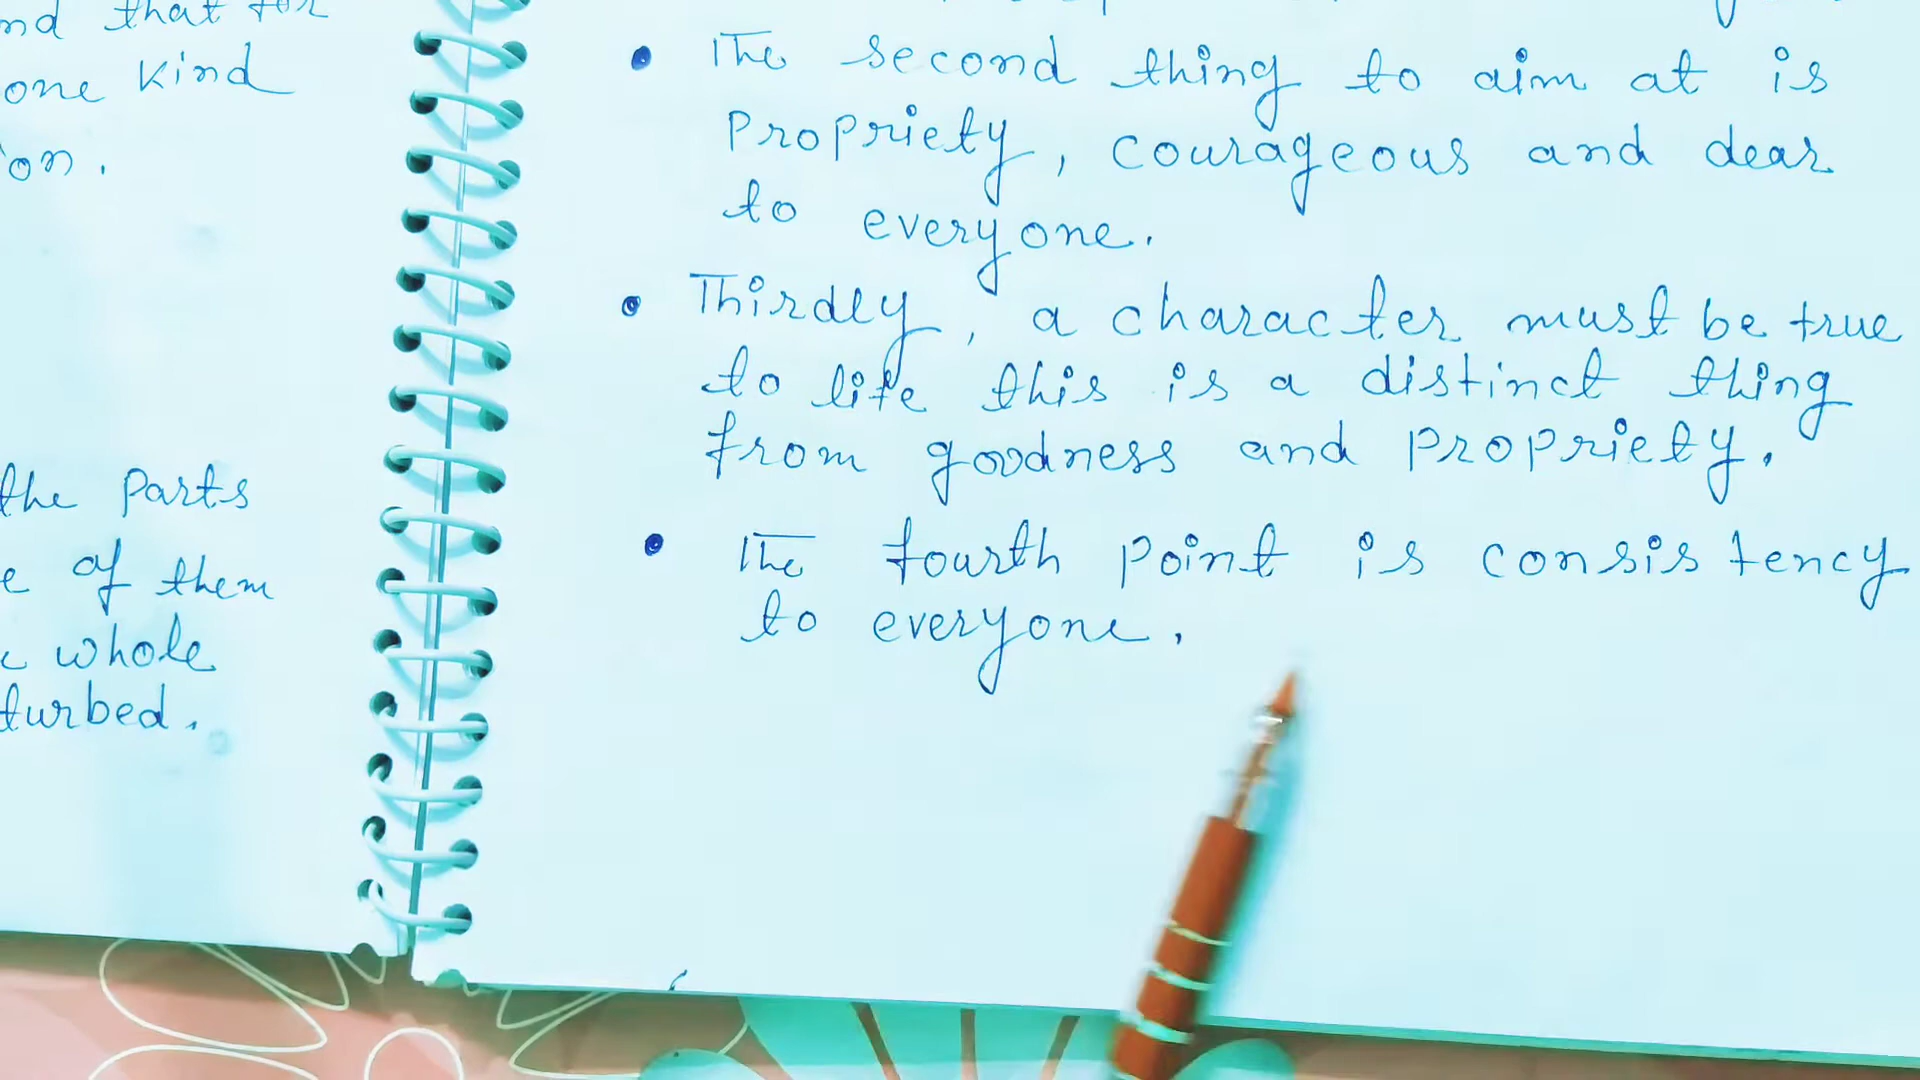 that for
one kind
on.
the parts
of them
whole
turbed.
• The second thing to aim at is
propriety, courageous and dear
to everyone.
• Thirdly, a character must be true
to life this is a distinct thing
from goodness and propriety.
• The fourth point is consistency
to everyone.